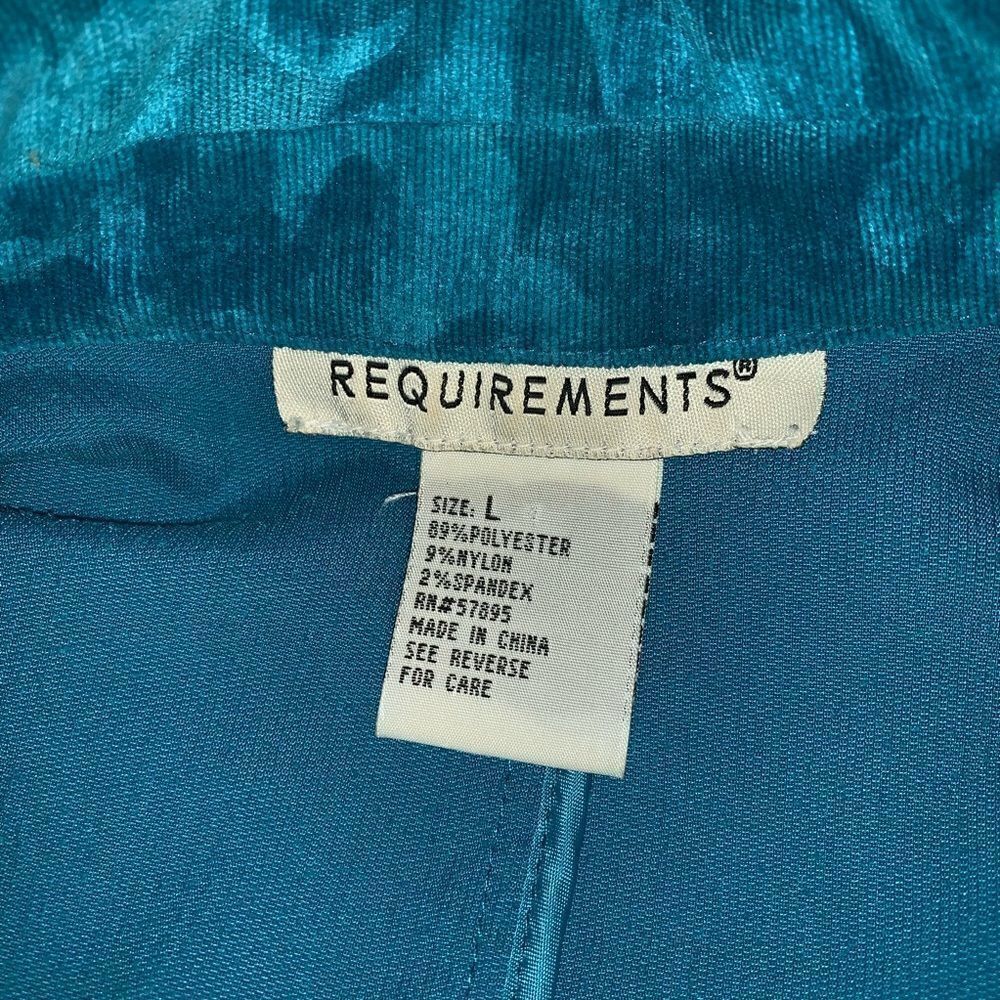 REQUIREMENTS®
SIZE: L
89%POLYESTER
9%NYLON
2%SPANDEX
RN#57895
MADE IN CHINA
SEE REVERSE
FOR CARE